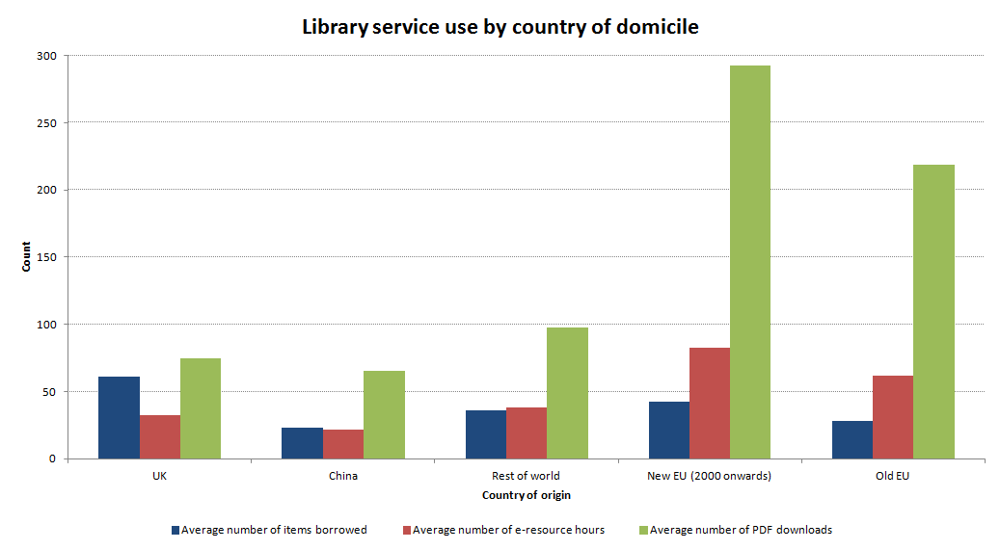 Library service use by country of domicile
300
250
200
150
100
50
0
Count
UK China Rest of world New EU (2000 onwards) Old EU
Country of origin
Average number of items borrowed Average number of e-resource hours Average number of PDF downloads